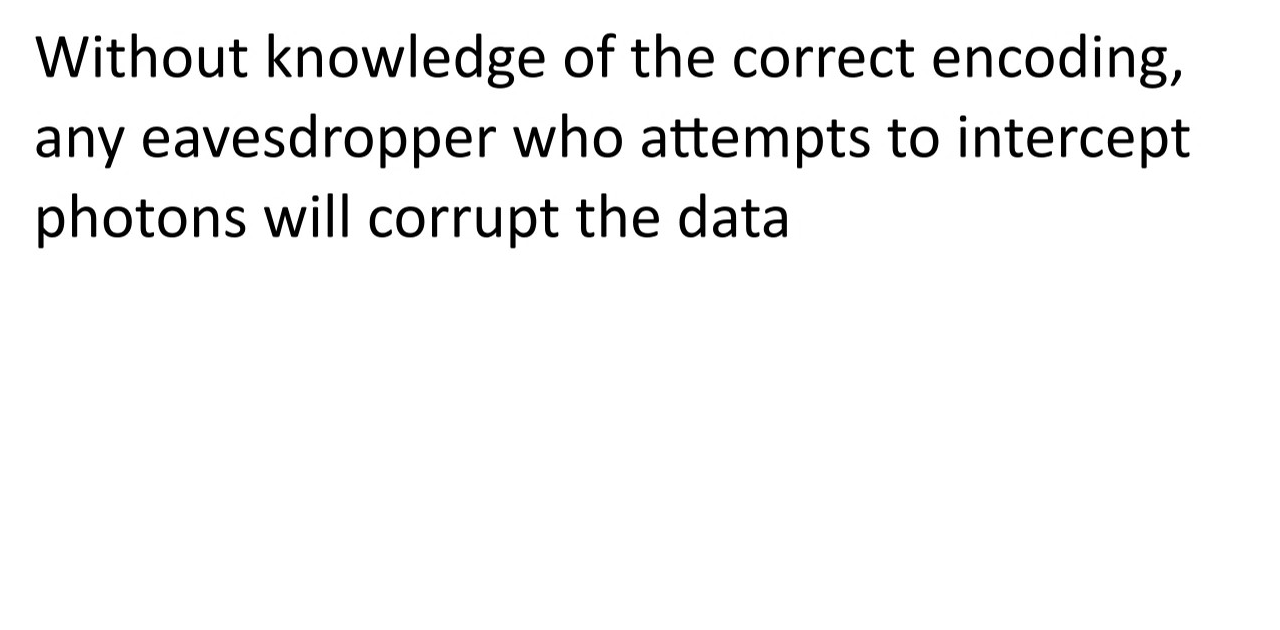 Without knowledge of the correct encoding,
any eavesdropper who attempts to intercept
photons will corrupt the data